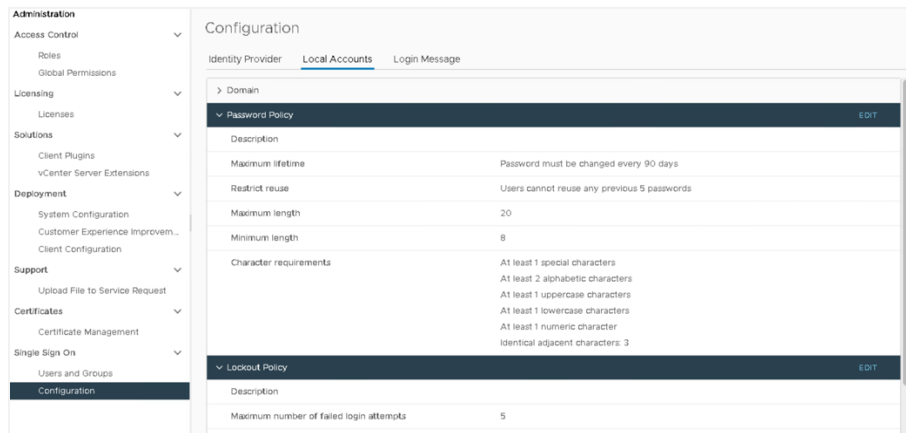 Administration
Access Control
Roles
Global Permissions
Licensing
Licenses
Solutions
Client Plugins
vCenter Server Extensions
Deployment
System Configuration
Customer Experience Improvem...
Client Configuration
Support
Upload File to Service Request
Certificates
Certificate Management
Single Sign On
Users and Groups
Configuration
Configuration
Identity Provider Local Accounts Login Message
Domain
Password Policy EDIT
Description
Maximum lifetime Password must be changed every 90 days
Restrict reuse Users cannot reuse any previous 5 passwords
Maximum length 20
Minimum length 8
Character requirements At least 1 special characters
At least 2 alphabetic characters
At least 1 uppercase characters
At least 1 lowercase characters
At least 1 numeric character
Identical adjacent characters: 3
Lockout Policy EDIT
Description
Maximum number of failed login attempts 5